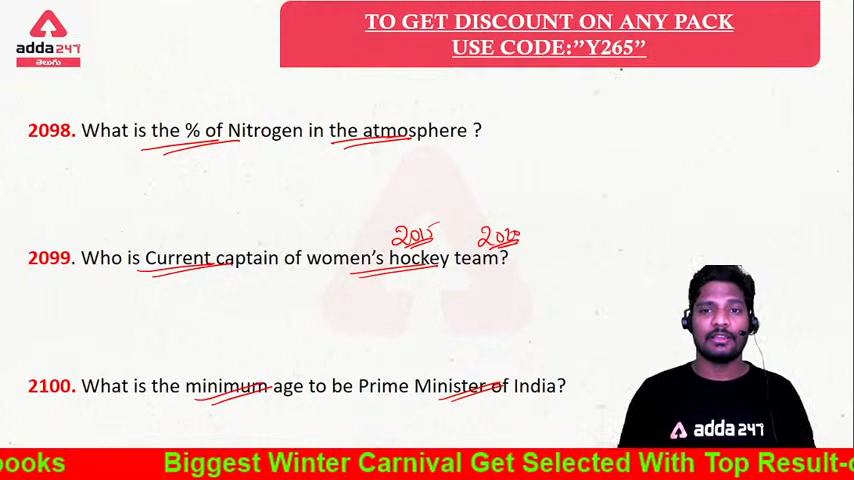 TO GET DISCOUNT ON ANY PACK
USE CODE:”Y265”
adda247
తెలుగు
2098. What is the % of Nitrogen in the atmosphere ?
2015 2020
2099. Who is Current captain of women’s hockey team?
2100. What is the minimum age to be Prime Minister of India?
adda247
books Biggest Winter Carnival Get Selected With Top Result-o